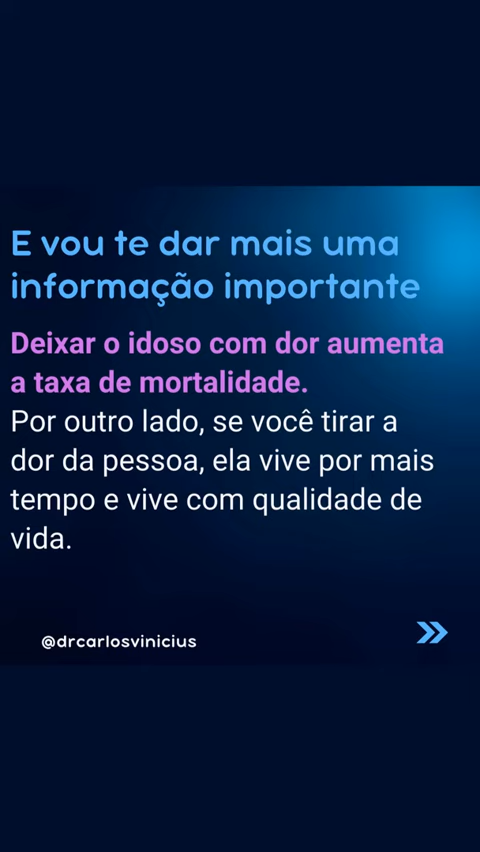 E vou te dar mais uma
informação importante
Deixar o idoso com dor aumenta
a taxa de mortalidade.
Por outro lado, se você tirar a
dor da pessoa, ela vive por mais
tempo e vive com qualidade de
vida.
@drcarlosvinicius